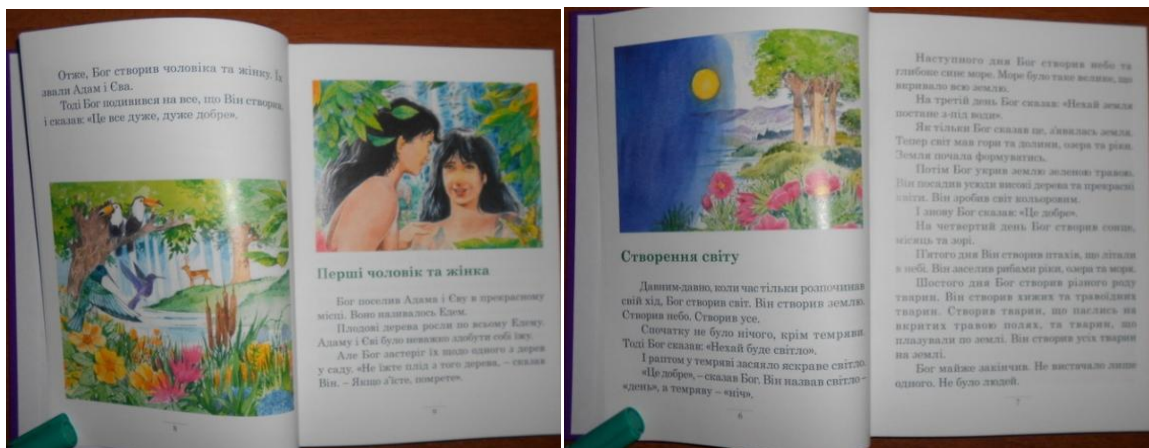 Отже, Бог створив чоловіка та жінку. Їх
звали Адам і Єва.
Тоді Бог подивився на все, що Він створив,
і сказав: «Це все дуже, дуже добре».
8
Перші чоловік та жінка
Бог поселив Адама і Єву в прекрасному
місці. Воно називалось Едем.
Плодові дерева росли по всьому Едему.
Адаму і Єві було неважко здобути собі їжу.
Але Бог застеріг їх щодо одного з дерев
у саду. «Не їжте плід з того дерева, – сказав
Він. – Якщо з'їсте, помрете».
9
Створення світу
Давним-давно, коли час тільки розпочинав
свій хід, Бог створив світ. Він створив землю.
Створив небо. Створив усе.
Спочатку не було нічого, крім темряви.
Тоді Бог сказав: «Нехай буде світло».
І раптом у темряві засяяло яскраве світло.
«Це добре», – сказав Бог. Він назвав світло –
«день», а темряву – «ніч».
6
Наступного дня Бог створив небо та
глибоке синє море. Море було таке велике, що
вкривало всю землю.
На третій день Бог сказав: «Нехай земля
постане з-під води».
Як тільки Бог сказав це, з'явилась земля.
Тепер світ мав гори та долини, озера та ріки.
Земля почала формуватись.
Потім Бог укрив землю зеленою травою.
Він посадив усюди високі дерева та прекрасні
квіти. Він зробив світ кольоровим.
І знову Бог сказав: «Це добре».
На четвертий день Бог створив сонце,
місяць та зорі.
П'ятого дня Він створив птахів, що літали
в небі. Він заселив рибами ріки, озера та моря.
Шостого дня Бог створив різного роду
тварин. Він створив хижих та травоїдних
тварин. Створив тварин, що паслись на
вкритих травою полях, та тварин, що
плазували по землі. Він створив усіх тварин
на землі.
Бог майже закінчив. Не вистачало лише
одного. Не було людей.
7